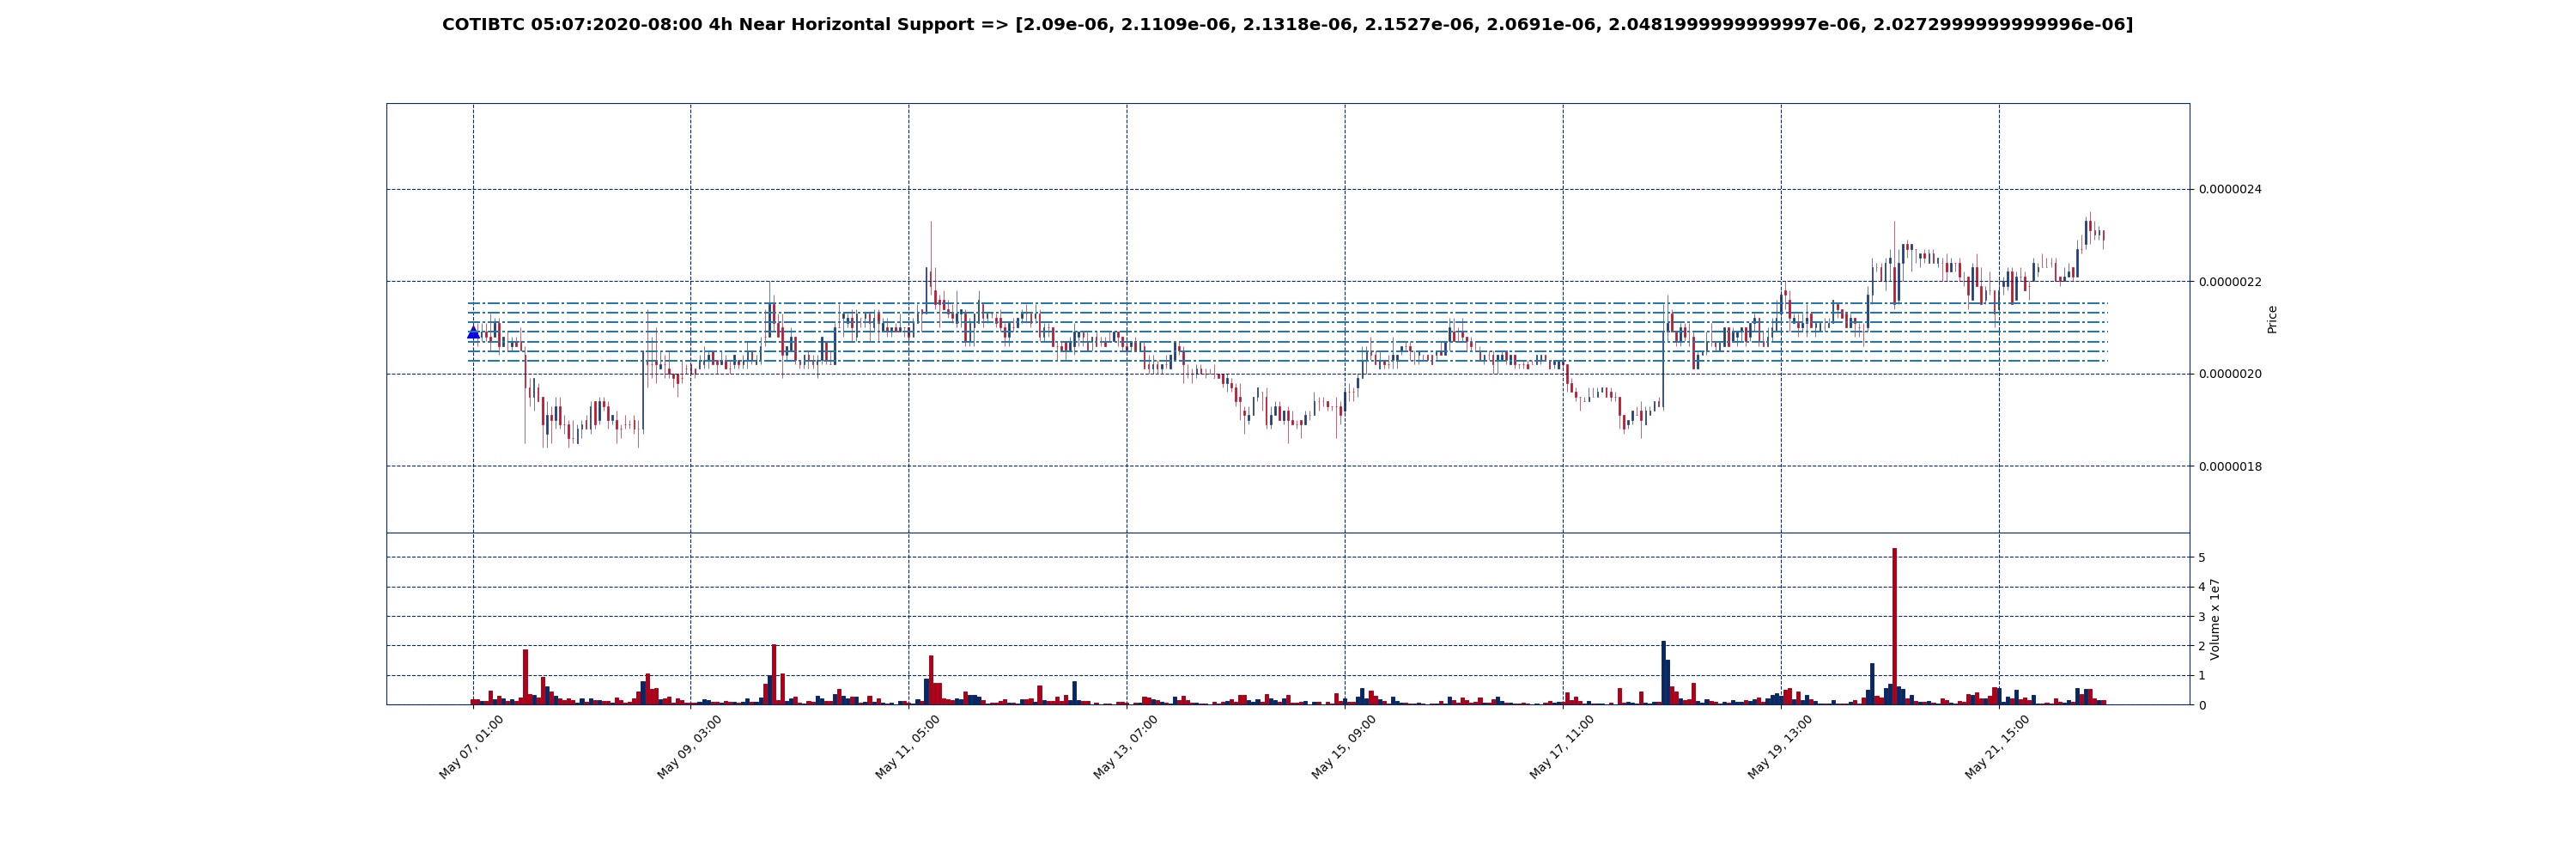 COTIBTC 05:07:2020-08:00 4h Near Horizontal Support => [2.09e-06, 2.1109e-06, 2.1318e-06, 2.1527e-06, 2.0691e-06, 2.0481999999999997e-06, 2.0272999999999996e-06]
0.0000024
0.0000022
Price
0.0000020
0.0000018
5
4
3
2
1
0
Volume x 1e7
May 07, 01:00
May 09, 03:00
May 11, 05:00
May 13, 07:00
May 15, 09:00
May 17, 11:00
May 19, 13:00
May 21, 15:00